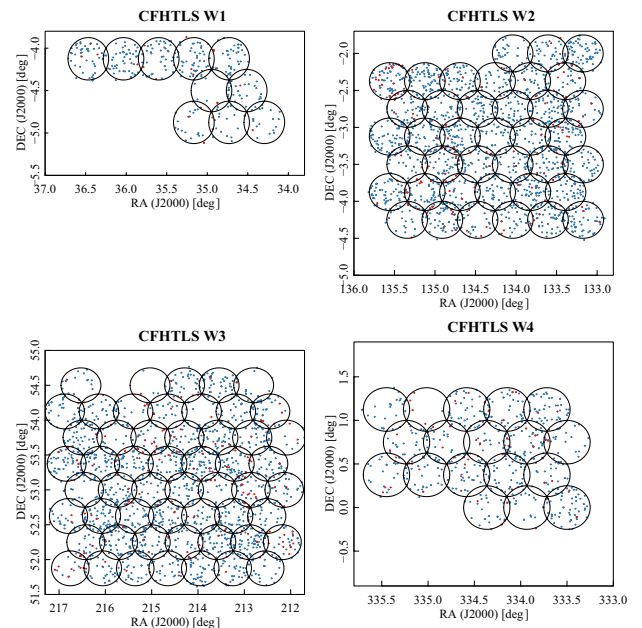 CFHTLS W1
DEC (J2000) [deg]
−4.0
−4.5
−5.0
−5.5
37.0 36.5 36.0 35.5 35.0 34.5 34.0
RA (J2000) [deg]
CFHTLS W2
DEC (J2000) [deg]
−2.0
−2.5
−3.0
−3.5
−4.0
−4.5
−5.0
136.0 135.5 135.0 134.5 134.0 133.5 133.0
RA (J2000) [deg]
CFHTLS W3
DEC (J2000) [deg]
55.0
54.5
54.0
53.5
53.0
52.5
52.0
51.5
217 216 215 214 213 212
RA (J2000) [deg]
CFHTLS W4
DEC (J2000) [deg]
1.5
1.0
0.5
0.0
−0.5
335.5 335.0 334.5 334.0 333.5 333.0
RA (J2000) [deg]